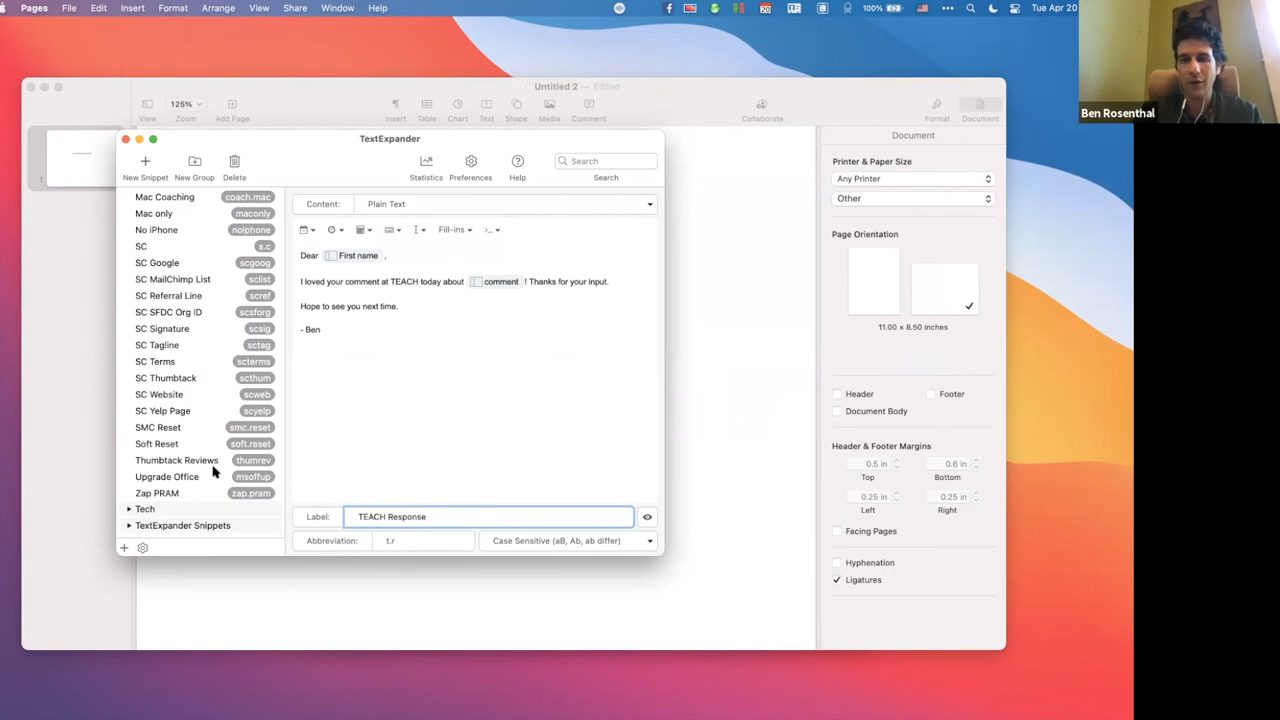 Pages File Edit Insert Format Arrange View Share Window Help
100% Tue Apr 20
Ben Rosenthal
Untitled 2 — Edited
125%
View Zoom Add Page Insert Table Chart Text Shape Media Comment Collaborate Format Document
1
TextExpander
New Snippet New Group Delete Statistics Preferences Help
Search
Search
Mac Coaching coach.mac
Mac only maconly
No iPhone noiphone
SC s.c
SC Google scgoog
SC MailChimp List sclist
SC Referral Line scref
SC SFDC Org ID scsforg
SC Signature scsig
SC Tagline sctag
SC Terms scterms
SC Thumbtack scthum
SC Website scweb
SC Yelp Page scyelp
SMC Reset smc.reset
Soft Reset soft.reset
Thumbtack Reviews thumrev
Upgrade Office msoffup
Zap PRAM zap.pram
Tech
TextExpander Snippets
Content: Plain Text
Fill-ins
Dear First name ,
I loved your comment at TEACH today about comment ! Thanks for your input.
Hope to see you next time.
- Ben
Label: TEACH Response
Abbreviation: t.r Case Sensitive (aB, Ab, ab differ)
Document
Printer & Paper Size
Any Printer
Other
Page Orientation
11.00 × 8.50 inches
Header Footer
Document Body
Header & Footer Margins
0.5 in 0.6 in
Top Bottom
0.25 in 0.25 in
Left Right
Facing Pages
Hyphenation
Ligatures